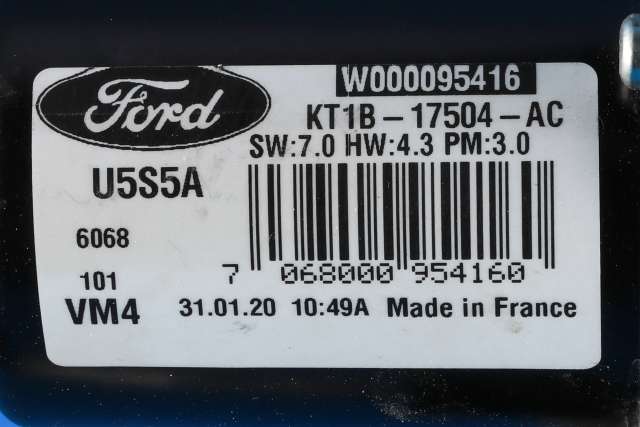 Ford
W000095416
KT1B-17504-AC
SW:7.0 HW:4.3 PM:3.0
U5S5A
6068
101
7 068000 954160
VM4
31.01.20 10:49A Made in France